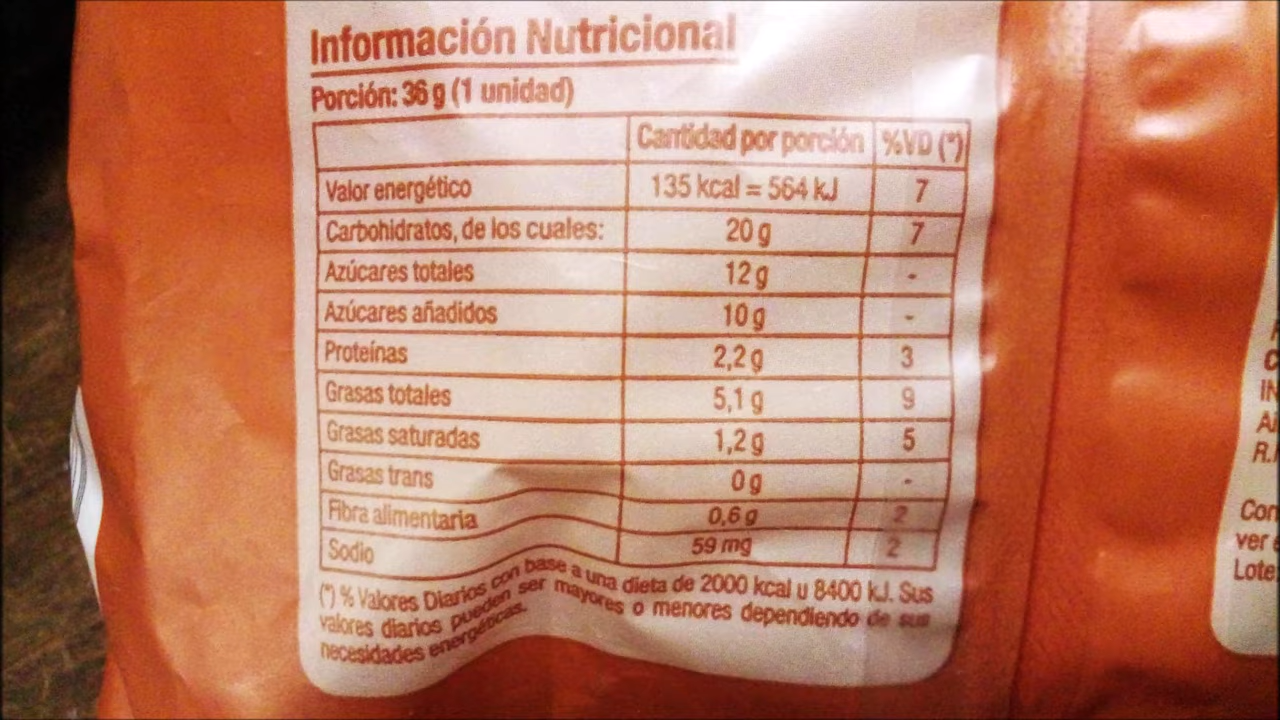 Información Nutricional
Porción: 36 g (1 unidad)
Cantidad por porción %VD (*)
Valor energético 135 kcal = 564 kJ 7
Carbohidratos, de los cuales: 20 g 7
Azúcares totales 12 g -
Azúcares añadidos 10 g -
Proteínas 2,2 g 3
Grasas totales 5,1 g 9
Grasas saturadas 1,2 g 5
Grasas trans 0 g -
Fibra alimentaria 0,6 g 2
Sodio 59 mg 2
(*) % Valores Diarios con base a una dieta de 2000 kcal u 8400 kJ. Sus
valores diarios pueden ser mayores o menores dependiendo de sus
necesidades energéticas.
C
IN
R.
Con
ver
Lote